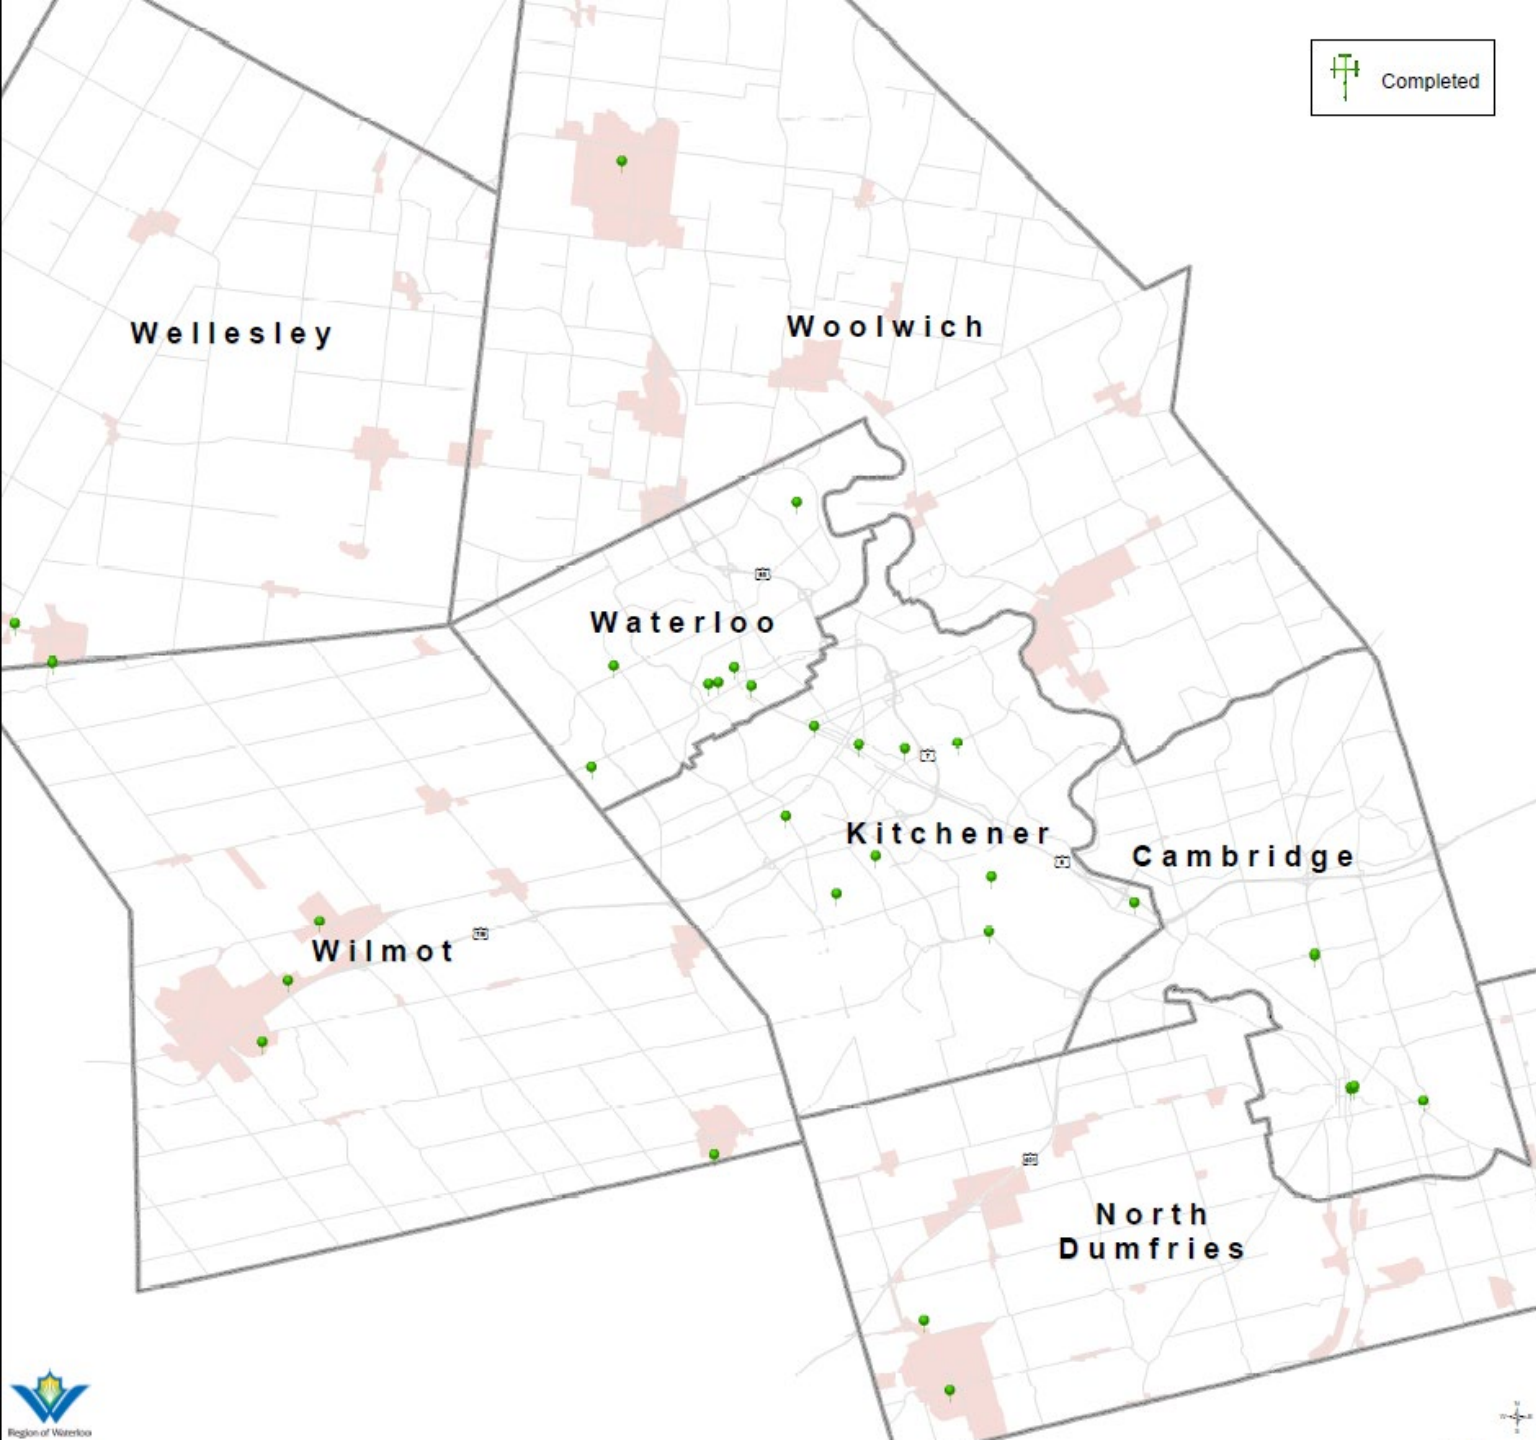 Completed
Wellesley
Woolwich
Waterloo
Kitchener
Cambridge
Wilmot
North
Dumfries
Region of Waterloo